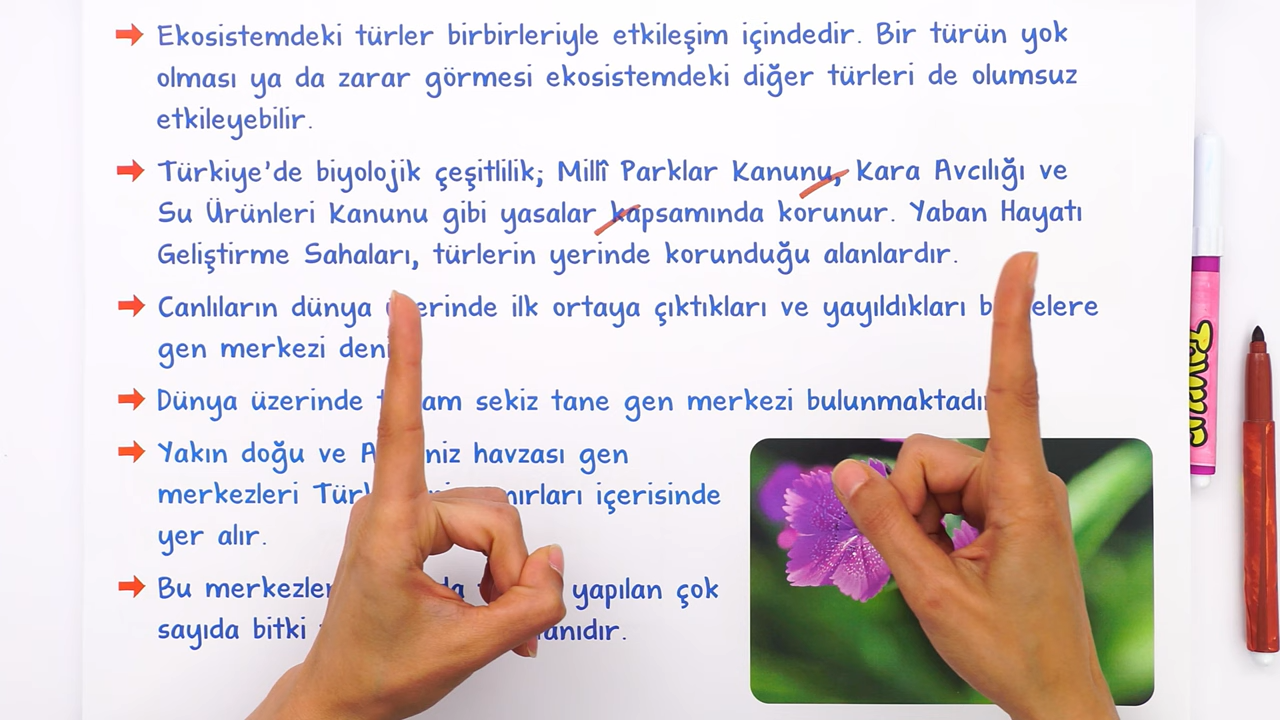 Ekosistemdeki türler birbirleriyle etkileşim içindedir. Bir türün yok
olması ya da zarar görmesi ekosistemdeki diğer türleri de olumsuz
etkileyebilir.
Türkiye'de biyolojik çeşitlilik; Millî Parklar Kanunu, Kara Avcılığı ve
Su Ürünleri Kanunu gibi yasalar kapsamında korunur. Yaban Hayatı
Geliştirme Sahaları, türlerin yerinde korunduğu alanlardır.
Canlıların dünya ilk ortaya çıktıkları ve yayıldıkları
gen merkezi
Dünya üzerinde sekiz tane gen merkezi bulunmaktadır
Yakın doğu ve havzası gen
merkezleri içerisinde
yer alır.
Bu yapılan çok
sayıda bitki